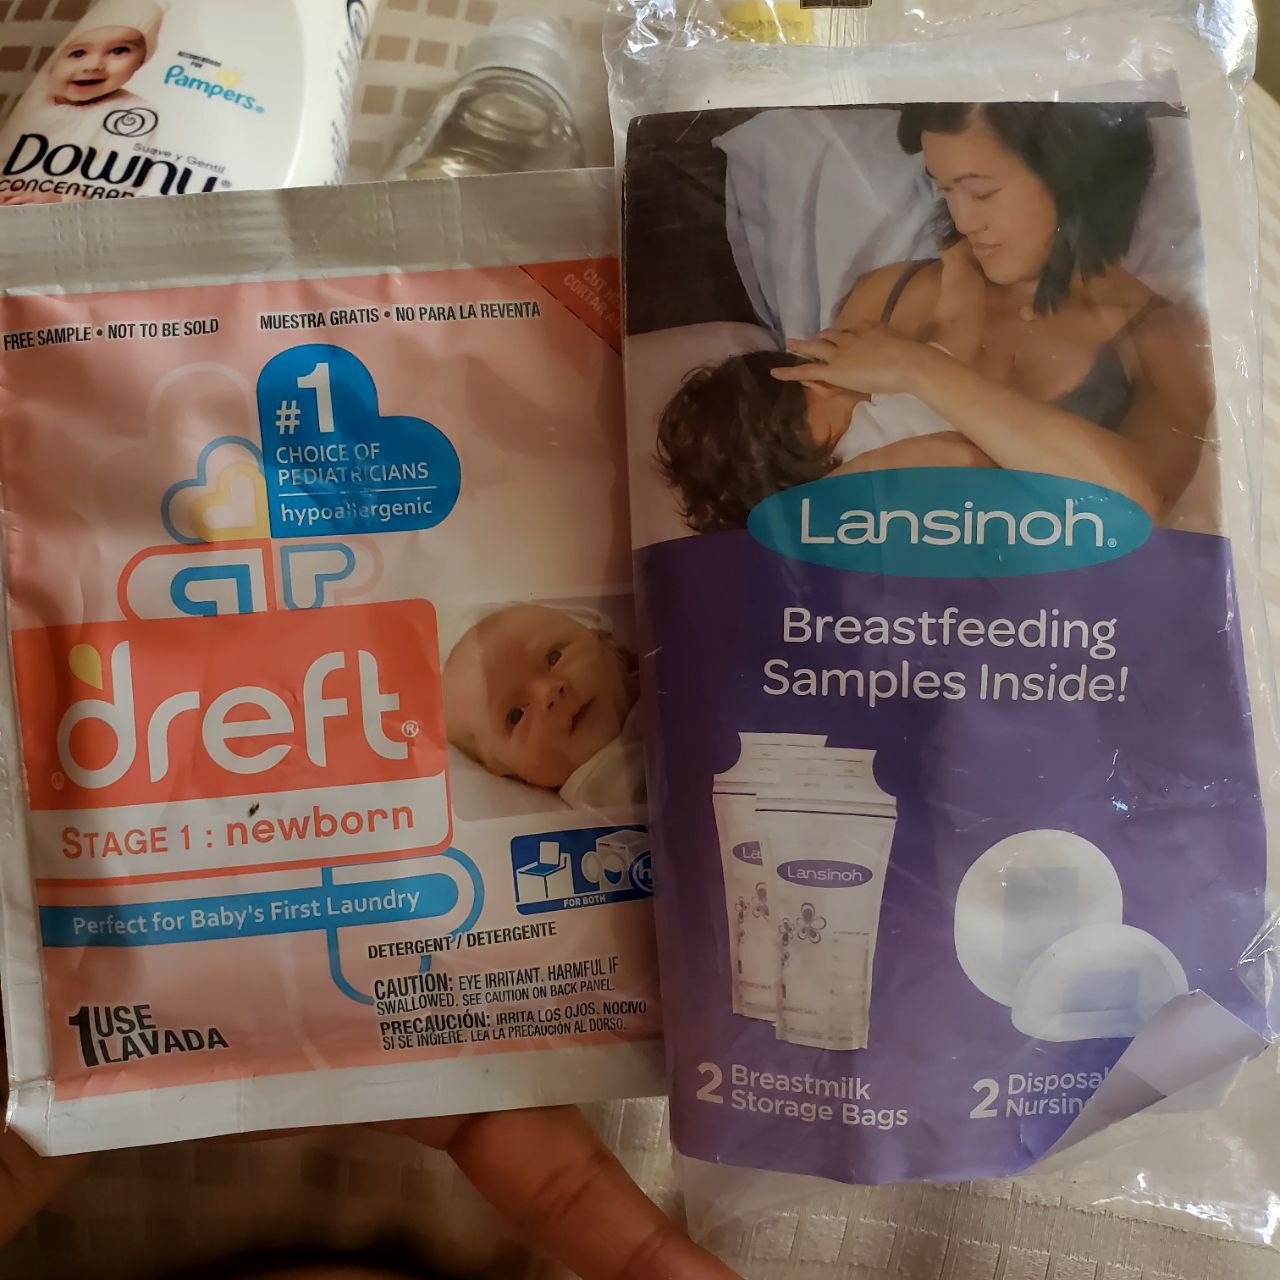 Pampers®
Suave y Gentil
Downy®
FREE SAMPLE • NOT TO BE SOLD
MUESTRA GRATIS • NO PARA LA REVENTA
#1
CHOICE OF
PEDIATRICIANS
hypoallergenic
dreft®
STAGE 1 : newborn
Perfect for Baby's First Laundry
FOR BOTH
DETERGENT / DETERGENTE
CAUTION: EYE IRRITANT. HARMFUL IF
SWALLOWED. SEE CAUTION ON BACK PANEL.
PRECAUCIÓN: IRRITA LOS OJOS. NOCIVO
SI SE INGIERE. LEA LA PRECAUCIÓN AL DORSO.
1 USE
LAVADA
Lansinoh®
Breastfeeding
Samples Inside!
Lansinoh
2 Breastmilk
Storage Bags
2